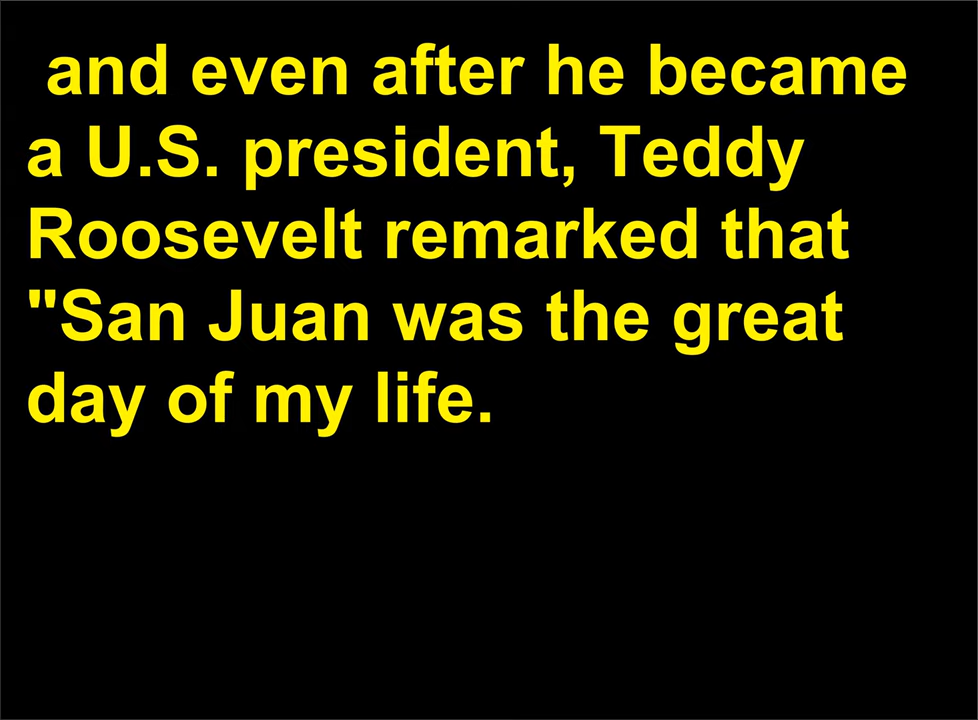 and even after he became
a U.S. president, Teddy
Roosevelt remarked that
"San Juan was the great
day of my life.